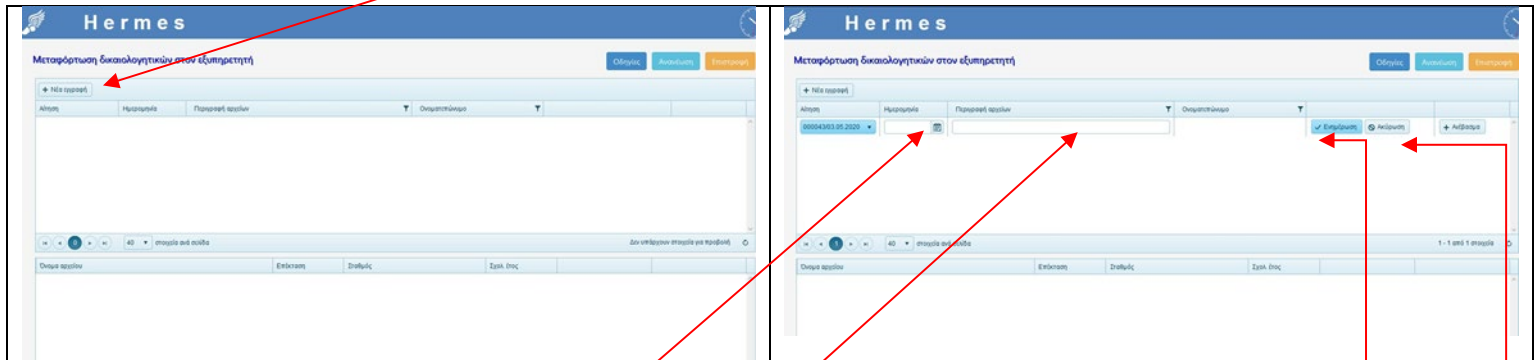 Hermes
Μεταφόρτωση δικαιολογητικών στον εξυπηρετητή
Οδηγίες Ανανέωση Επιστροφή
+ Νέα εγγραφή
Αίτηση Ημερομηνία Περιγραφή αρχείων Ονοματεπώνυμο
0 40 στοιχεία ανά σελίδα Δεν υπάρχουν στοιχεία για προβολή
Όνομα αρχείου Επέκταση Σταθμός Σχολ. έτος
Hermes
Μεταφόρτωση δικαιολογητικών στον εξυπηρετητή
Οδηγίες Ανανέωση Επιστροφή
+ Νέα εγγραφή
Αίτηση Ημερομηνία Περιγραφή αρχείων Ονοματεπώνυμο
000043/03.05.2020 Ενημέρωση Ακύρωση + Ανέβασμα
1 40 στοιχεία ανά σελίδα 1 - 1 από 1 στοιχεία
Όνομα αρχείου Επέκταση Σταθμός Σχολ. έτος